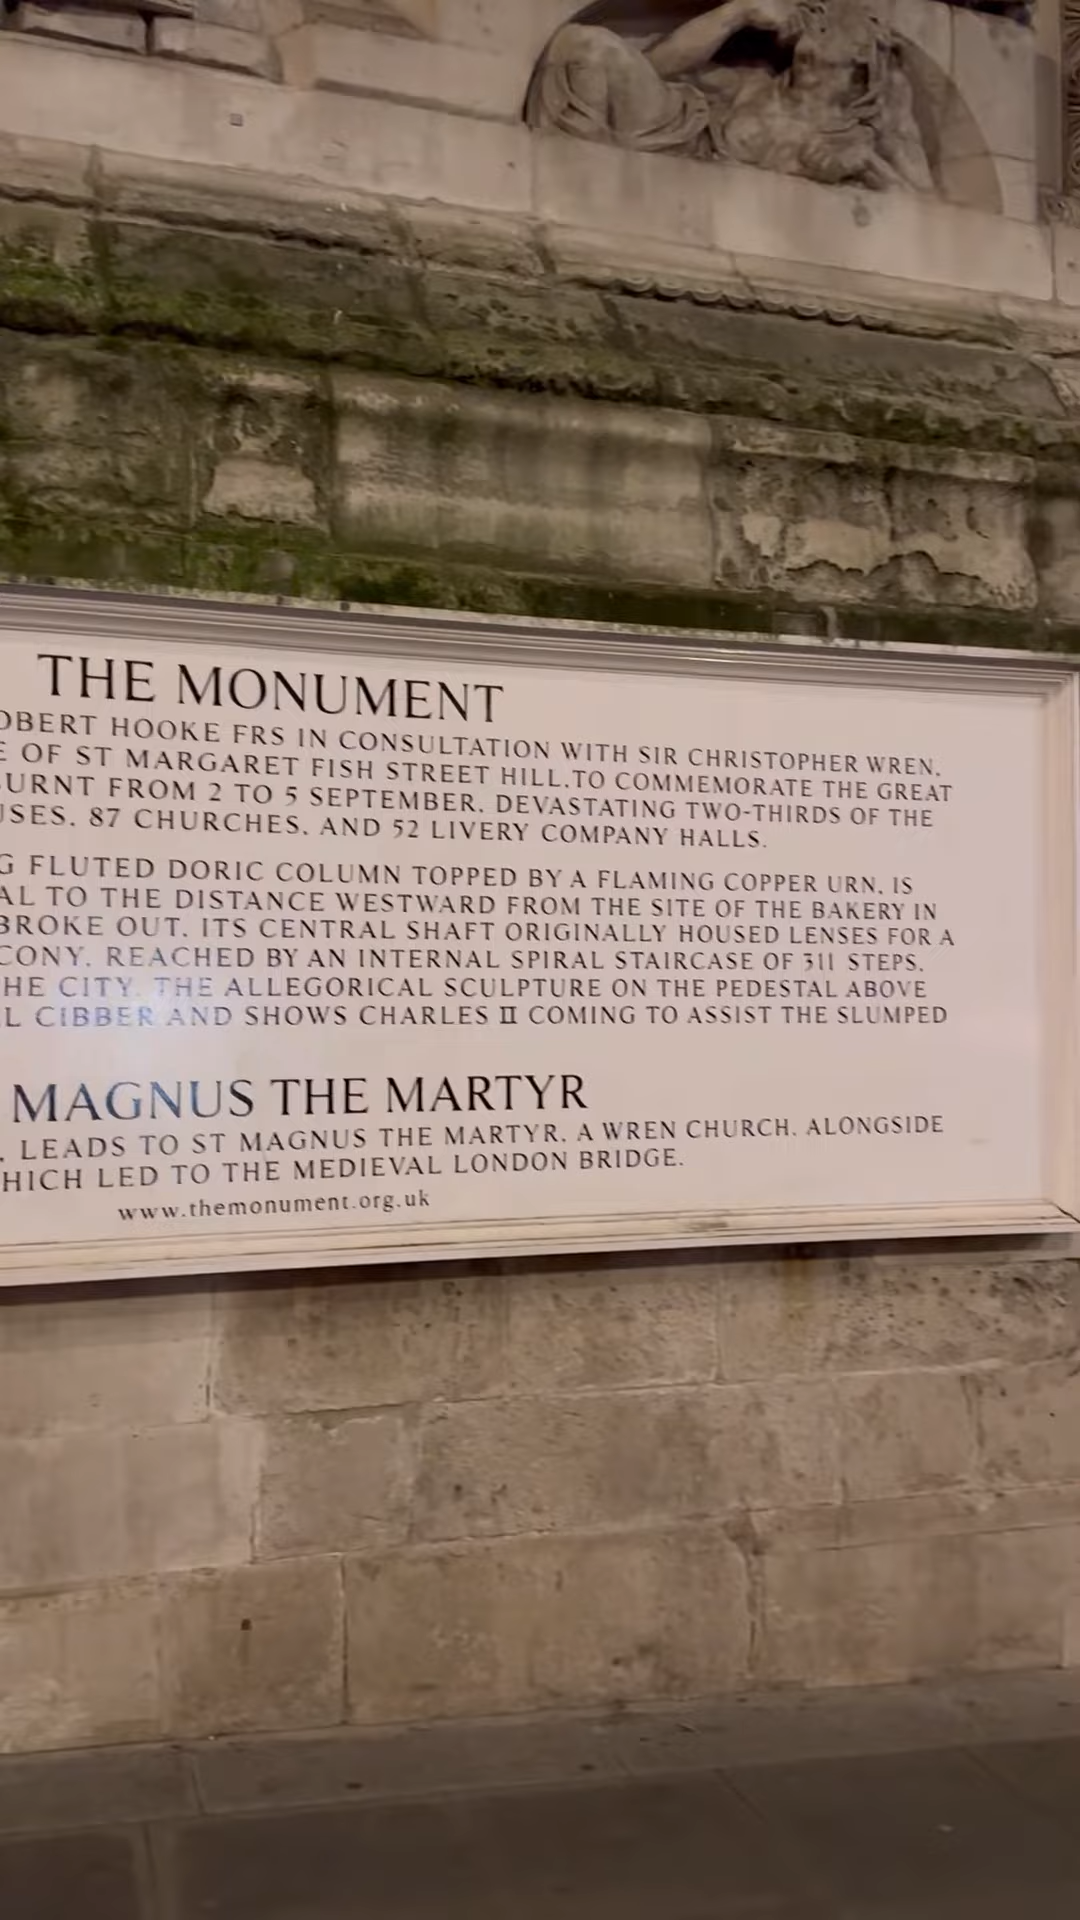 THE MONUMENT
OBERT HOOKE FRS IN CONSULTATION WITH SIR CHRISTOPHER WREN,
E OF ST MARGARET FISH STREET HILL, TO COMMEMORATE THE GREAT
BURNT FROM 2 TO 5 SEPTEMBER, DEVASTATING TWO-THIRDS OF THE
USES, 87 CHURCHES, AND 52 LIVERY COMPANY HALLS.
G FLUTED DORIC COLUMN TOPPED BY A FLAMING COPPER URN, IS
AL TO THE DISTANCE WESTWARD FROM THE SITE OF THE BAKERY IN
BROKE OUT. ITS CENTRAL SHAFT ORIGINALLY HOUSED LENSES FOR A
CONY, REACHED BY AN INTERNAL SPIRAL STAIRCASE OF 311 STEPS,
HE CITY. THE ALLEGORICAL SCULPTURE ON THE PEDESTAL ABOVE
L CIBBER AND SHOWS CHARLES II COMING TO ASSIST THE SLUMPED
MAGNUS THE MARTYR
, LEADS TO ST MAGNUS THE MARTYR, A WREN CHURCH, ALONGSIDE
HICH LED TO THE MEDIEVAL LONDON BRIDGE.
www.themonument.org.uk